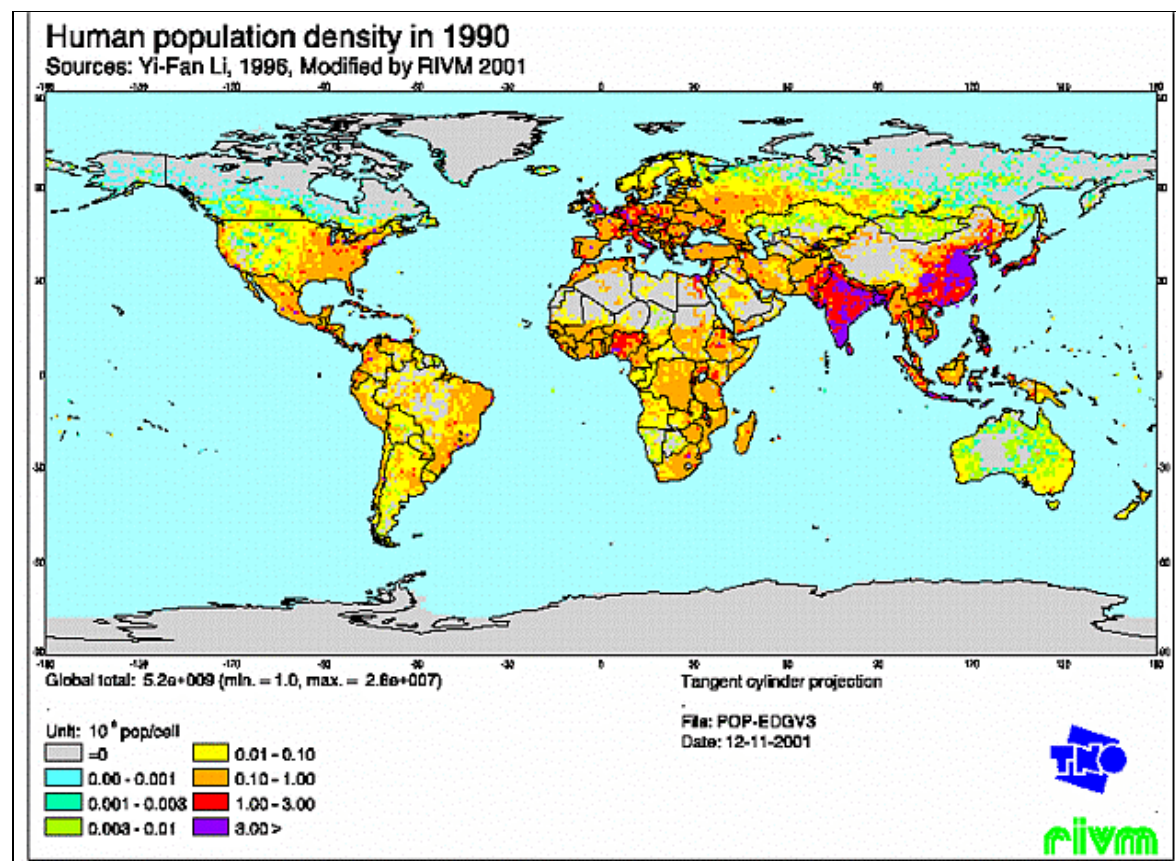 Human population density in 1990
Sources: Yi-Fan Li, 1996, Modified by RIVM 2001
Global total: 5.2e+009 (min. = 1.0, max. = 2.6e+007)
Tangent cylinder projection
File: POP-EDGV3
Date: 12-11-2001
Unit: 10⁶ pop/cell
=0
0.00 - 0.001
0.001 - 0.003
0.003 - 0.01
0.01 - 0.10
0.10 - 1.00
1.00 - 3.00
3.00 >
TNO
riivm